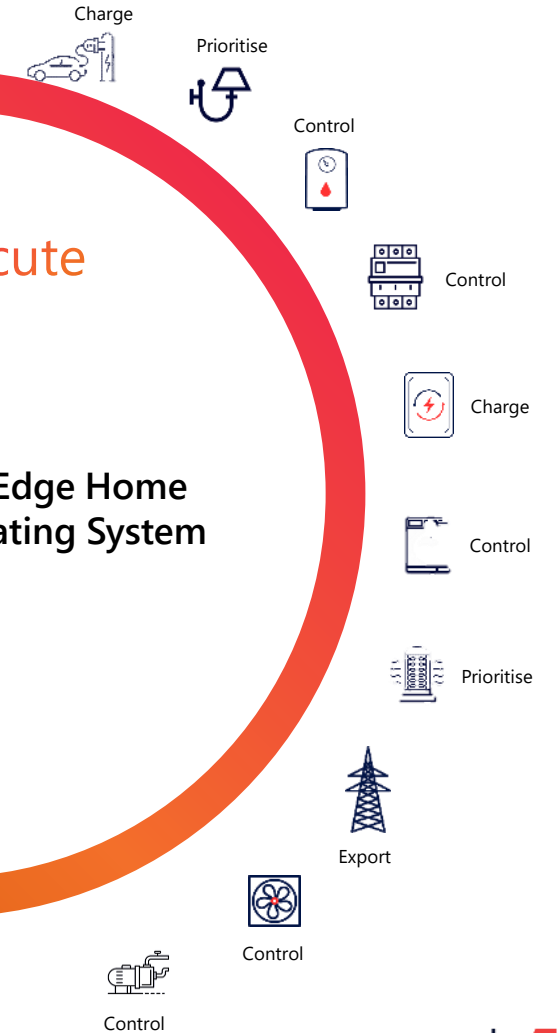 Charge
Prioritise
Control
cute
Control
Charge
Edge Home
ating System
Control
Prioritise
Export
Control
Control